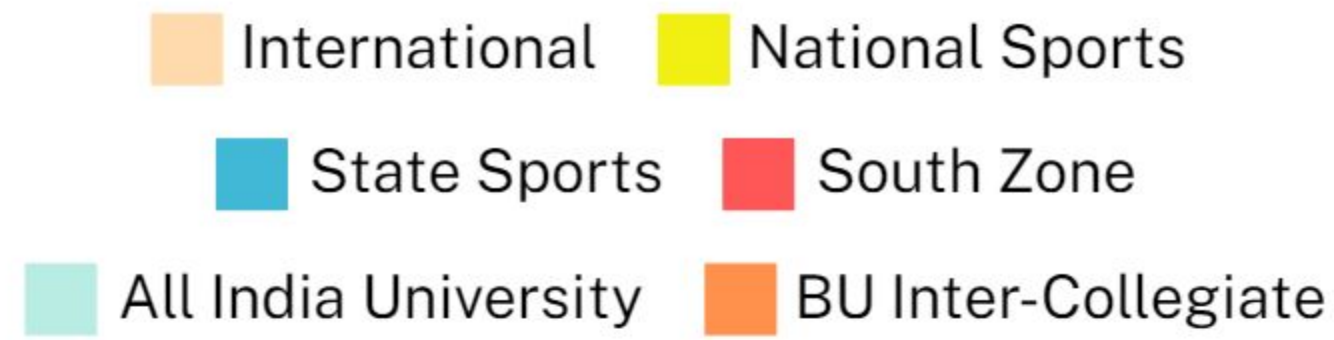 International National Sports
State Sports South Zone
All India University BU Inter-Collegiate